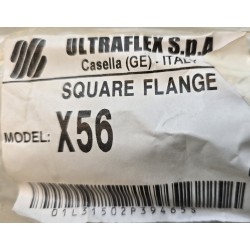 ULTRAFLEX S.p.A
Casella (GE) - ITALY
SQUARE FLANGE
MODEL: X56